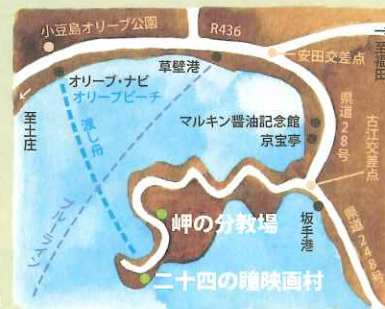 小豆島オリーブ公園
R436
至福田
安田交差点
草壁港
オリーブ・ナビ
オリーブビーチ
至土庄
渡し舟
ブルーライン
マルキン醤油記念館
京宝亭
県道28号
古江交差点
坂手港
県道248号
岬の分教場
二十四の瞳映画村